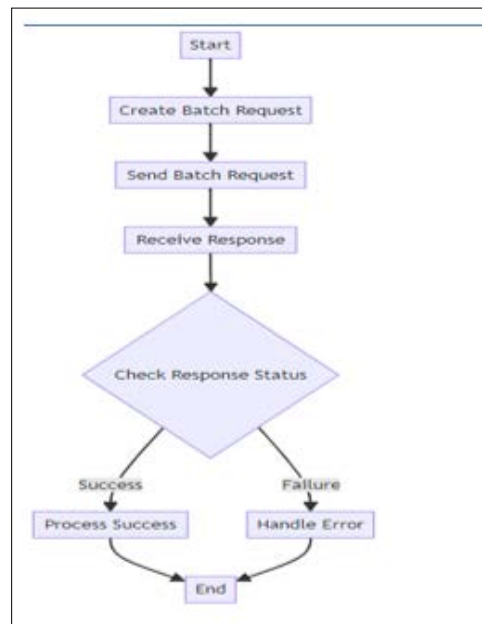 Start
Create Batch Request
Send Batch Request
Receive Response
Check Response Status
Success
Failure
Process Success
Handle Error
End